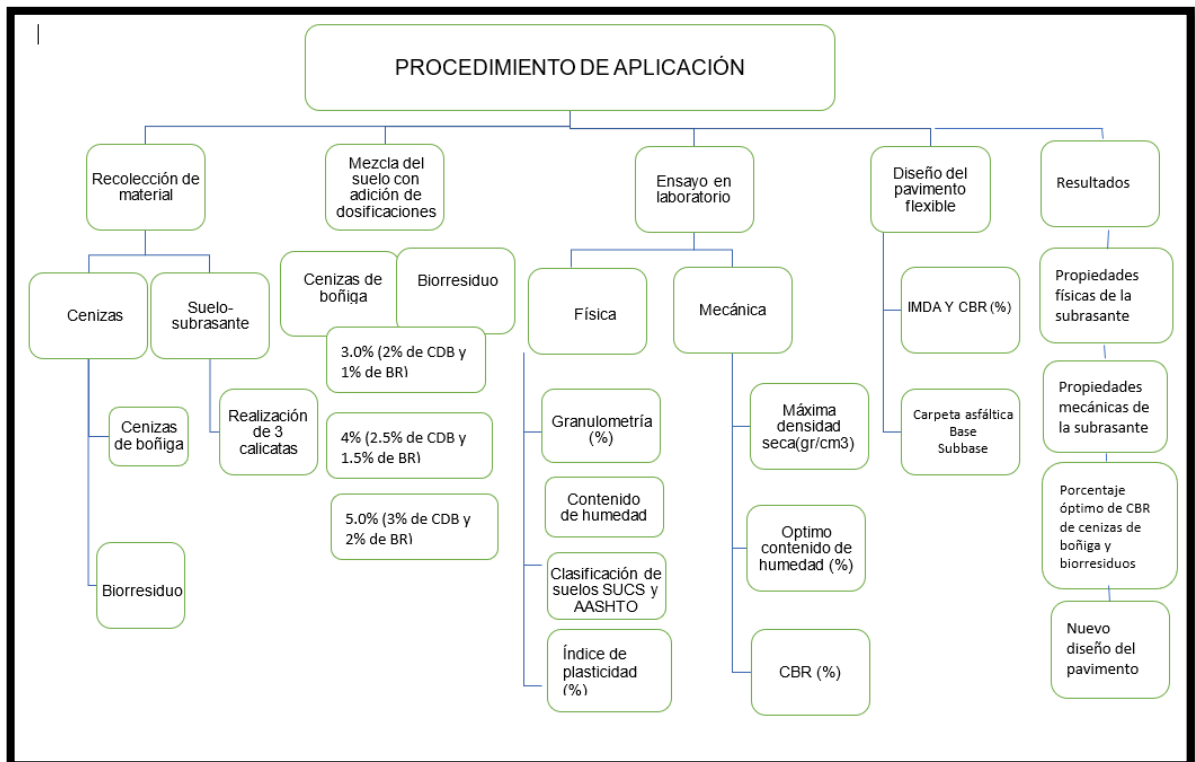 PROCEDIMIENTO DE APLICACIÓN
Recolección de
material
Mezcla del
suelo con
adición de
dosificaciones
Ensayo en
laboratorio
Diseño del
pavimento
flexible
Resultados
Cenizas
Suelo-
subrasante
Cenizas
de boñiga
Realización
de 3
calicatas
Biorresiduo
Cenizas de
boñiga
Biorresiduo
3.0% (2% de CDB y
1% de BR)
4% (2.5% de CDB y
1.5% de BR)
5.0% (3% de CDB y
2% de BR)
Física
Mecánica
Granulometría
(%)
Contenido
de humedad
Clasificación de
suelos SUCS y
AASHTO
Índice de
plasticidad
(%)
Máxima
densidad
seca(gr/cm3)
Optimo
contenido de
humedad (%)
CBR (%)
IMDA Y CBR (%)
Carpeta asfáltica
Base
Subbase
Propiedades
físicas de la
subrasante
Propiedades
mecánicas de
la subrasante
Porcentaje
óptimo de CBR
de cenizas de
boñiga y
biorresiduos
Nuevo
diseño del
pavimento